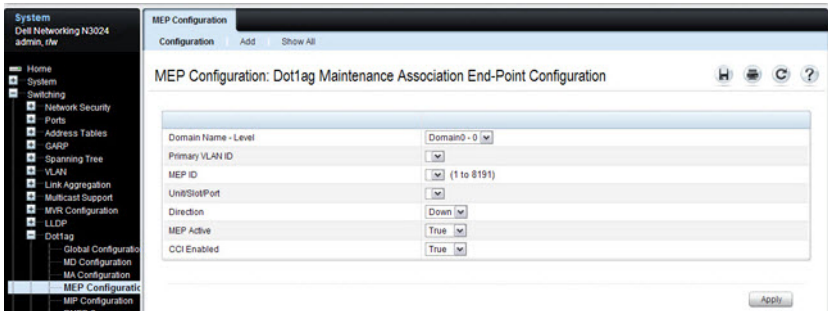 System
Dell Networking N3024
admin, r/w
Home
System
Switching
Network Security
Ports
Address Tables
GARP
Spanning Tree
VLAN
Link Aggregation
Multicast Support
MVR Configuration
LLDP
Dot1ag
Global Configuratio
MD Configuration
MA Configuration
MEP Configuratic
MIP Configuration
MEP Configuration
Configuration Add Show All
MEP Configuration: Dot1ag Maintenance Association End-Point Configuration
Domain Name - Level Domain0 - 0
Primary VLAN ID
MEP ID (1 to 8191)
Unit/Slot/Port
Direction Down
MEP Active True
CCI Enabled True
Apply